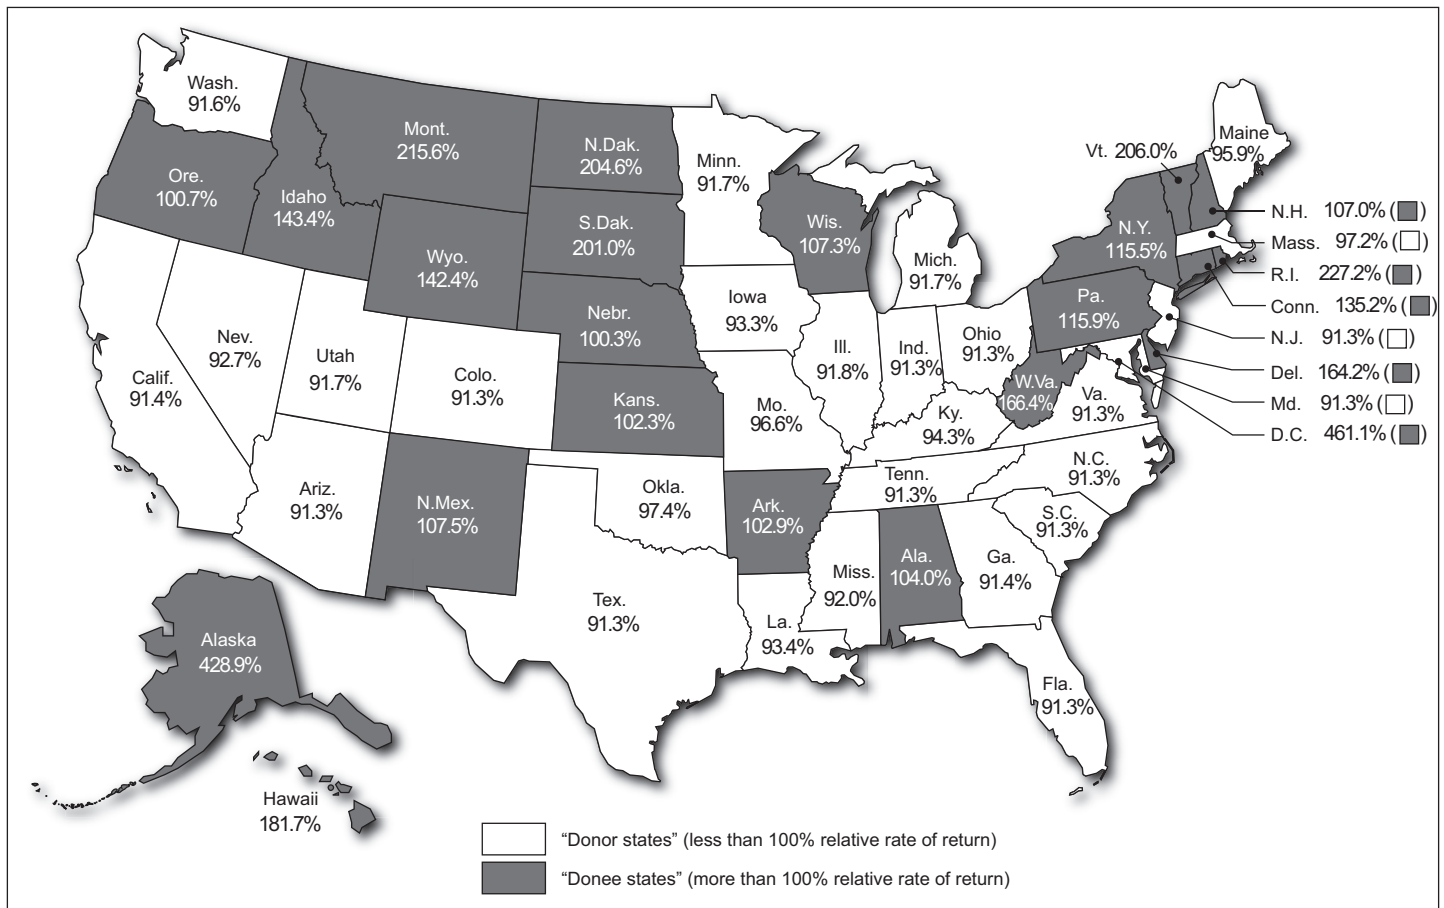 Wash.
91.6%
Mont.
215.6%
N.Dak.
204.6%
Minn.
91.7%
Maine
95.9%
Vt. 206.0%
Ore.
100.7%
Idaho
143.4%
S.Dak.
201.0%
Wis.
107.3%
N.Y.
115.5%
N.H. 107.0% ( )
Mass. 97.2% ( )
R.I. 227.2% ( )
Conn. 135.2% ( )
N.J. 91.3% ( )
Del. 164.2% ( )
Md. 91.3% ( )
D.C. 461.1% ( )
Wyo.
142.4%
Mich.
91.7%
Iowa
93.3%
Nebr.
100.3%
Pa.
115.9%
Nev.
92.7%
Utah
91.7%
Ill.
91.8%
Ind.
91.3%
Ohio
91.3%
Calif.
91.4%
Colo.
91.3%
Kans.
102.3%
Mo.
96.6%
W.Va.
166.4%
Va.
91.3%
Ky.
94.3%
Ariz.
91.3%
N.Mex.
107.5%
Okla.
97.4%
Ark.
102.9%
Tenn.
91.3%
N.C.
91.3%
S.C.
91.3%
Tex.
91.3%
Miss.
92.0%
Ala.
104.0%
Ga.
91.4%
La.
93.4%
Fla.
91.3%
Alaska
428.9%
Hawaii
181.7%
“Donor states” (less than 100% relative rate of return)
“Donee states” (more than 100% relative rate of return)